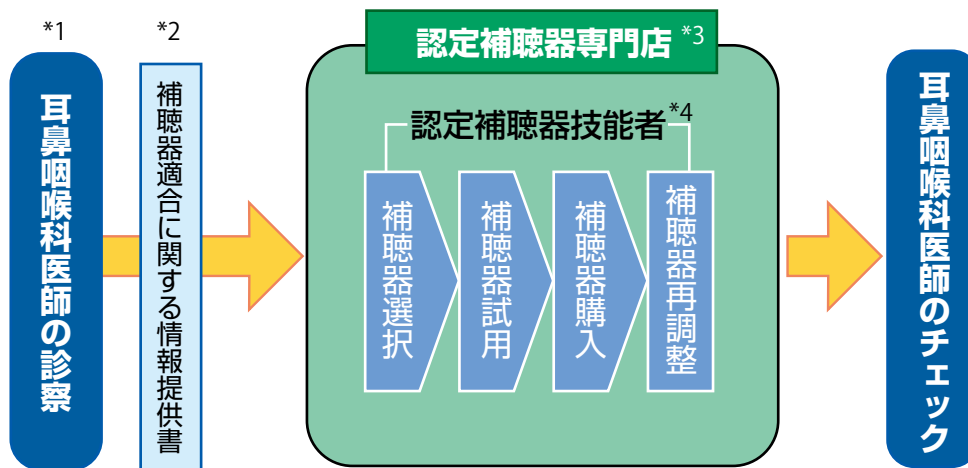 *1
耳鼻咽喉科医師の診察
*2
補聴器適合に関する情報提供書
認定補聴器専門店 *3
認定補聴器技能者*4
補聴器選択
補聴器試用
補聴器購入
補聴器再調整
耳鼻咽喉科医師のチェック